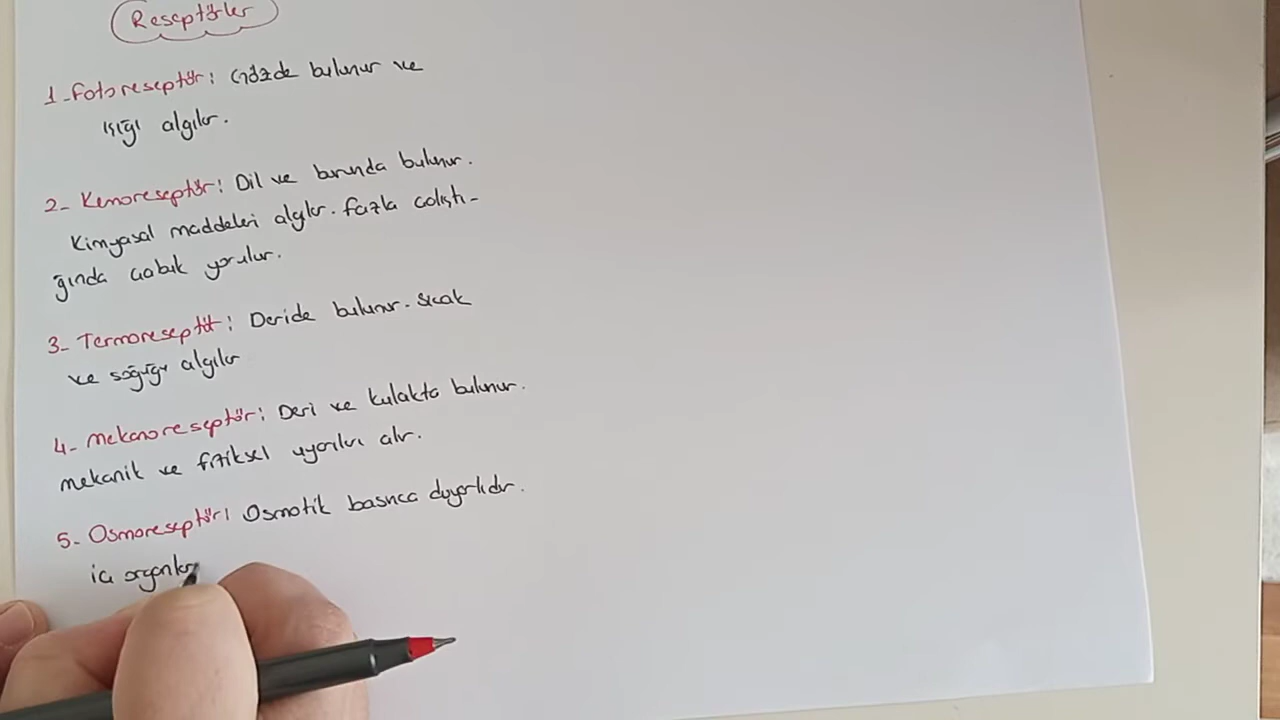 Reseptörler
1-Fotoreseptör: Gözde bulunur ve
ışığı algılar.
2- Kemoreseptör: Dil ve burunda bulunur.
Kimyasal maddeleri algılar. Fazla çalıştı-
ğında çabuk yorulur.
3- Termoreseptör: Deride bulunur. Sıcak
ve soğuğu algılar
4- Mekanoreseptör: Deri ve kulakta bulunur.
mekanik ve fiziksel uyarıları alır.
5- Osmoreseptör: Osmotik basınca duyarlıdır.
iç organlar